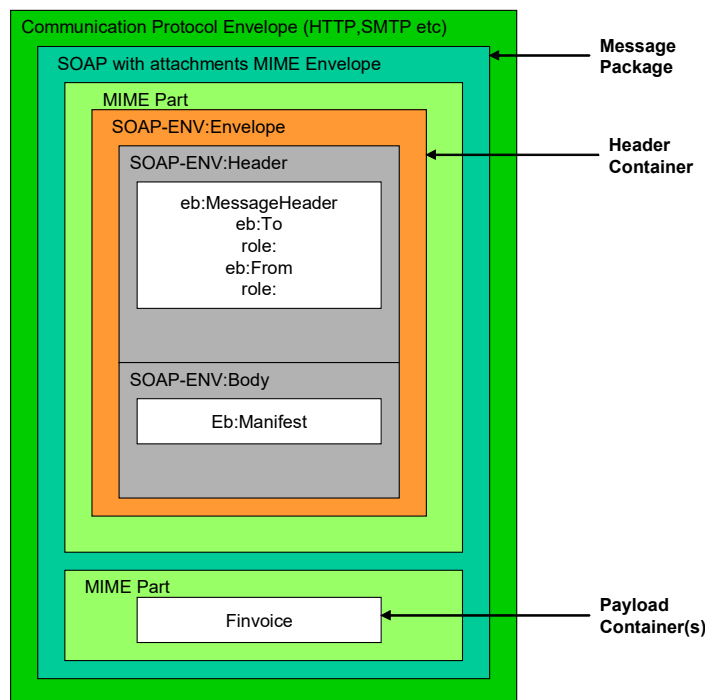 Communication Protocol Envelope (HTTP,SMTP etc)
SOAP with attachments MIME Envelope
Message
Package
MIME Part
SOAP-ENV:Envelope
Header
Container
SOAP-ENV:Header
eb:MessageHeader
eb:To
role:
eb:From
role:
SOAP-ENV:Body
Eb:Manifest
MIME Part
Finvoice
Payload
Container(s)